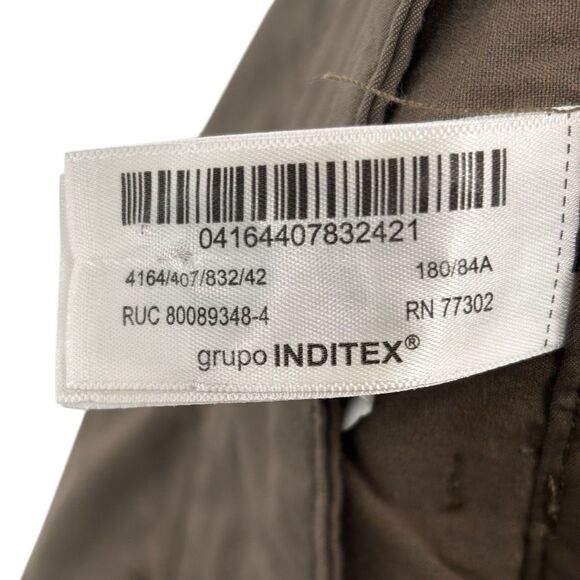 04164407832421
4164/407/832/42 180/84A
RUC 80089348-4 RN 77302
grupo INDITEX®